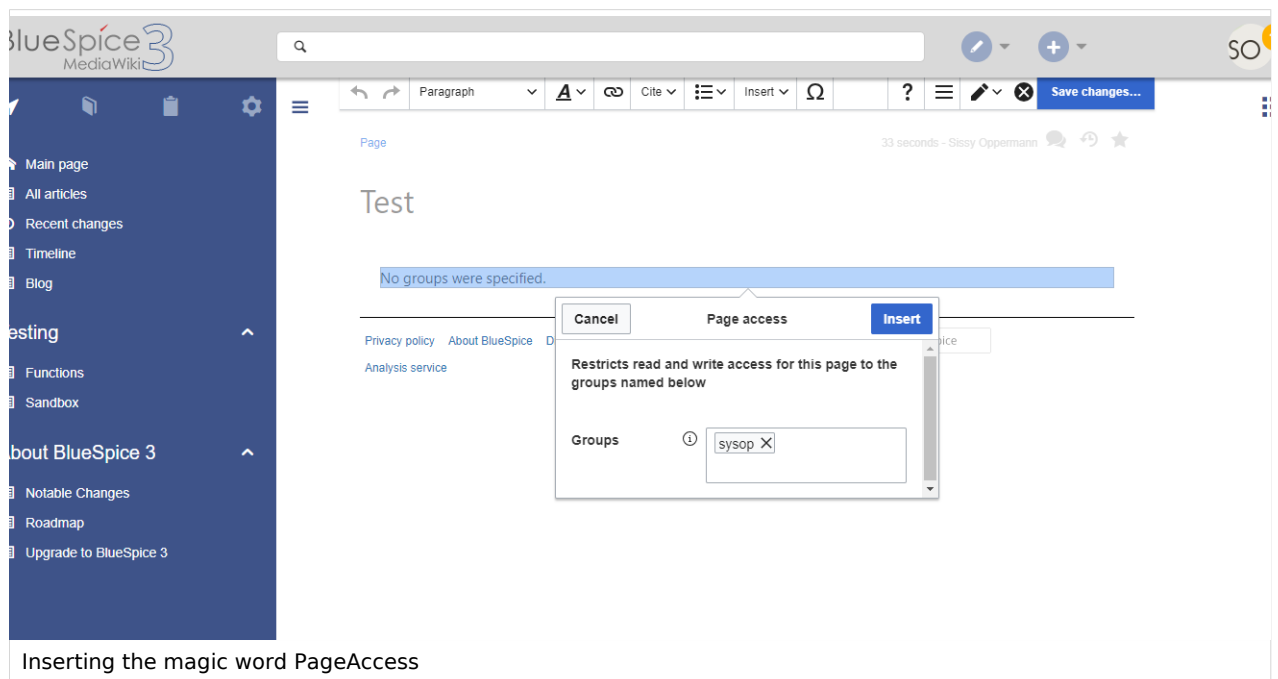 BlueSpice 3
MediaWiki
SO
Paragraph
A
Cite
Insert
Ω
?
Save changes...
Page
33 seconds - Sissy Oppermann
Main page
All articles
Recent changes
Timeline
Blog
esting
Functions
Sandbox
bout BlueSpice 3
Notable Changes
Roadmap
Upgrade to BlueSpice 3
Test
No groups were specified.
Cancel
Page access
Insert
Privacy policy About BlueSpice D
Analysis service
Restricts read and write access for this page to the
groups named below
Groups
sysop
Inserting the magic word PageAccess